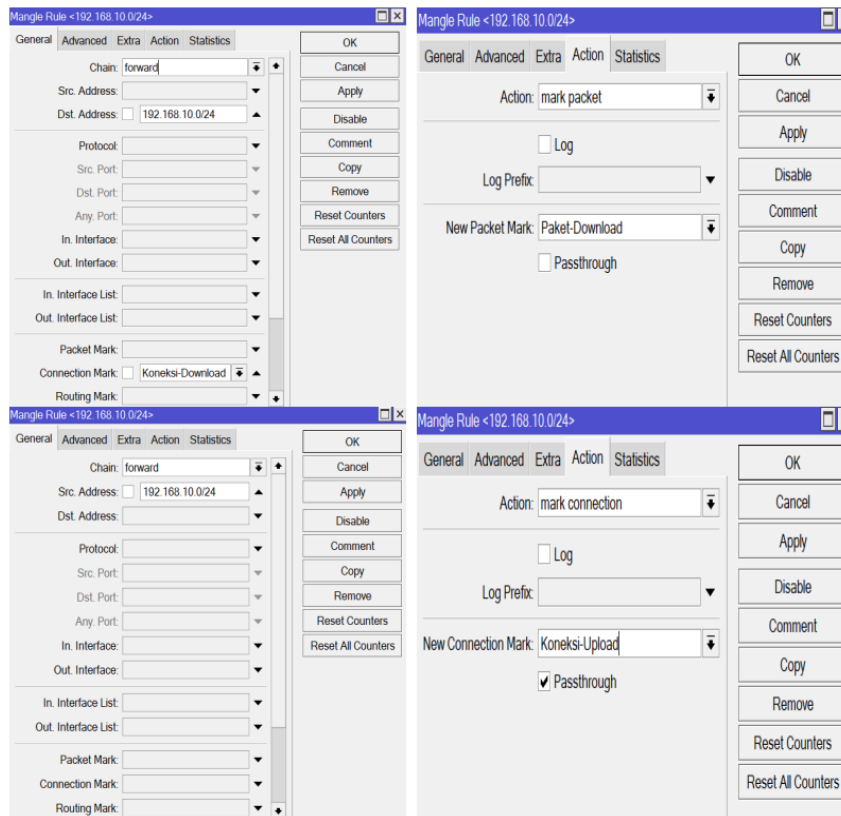 Mangle Rule <192.168.10.0/24>
General Advanced Extra Action Statistics
Chain: forward
Src. Address:
Dst. Address: 192.168.10.0/24
Protocol:
Src. Port:
Dst. Port:
Any. Port:
In. Interface:
Out. Interface:
In. Interface List:
Out. Interface List:
Packet Mark:
Connection Mark: Koneksi-Download
Routing Mark:
OK
Cancel
Apply
Disable
Comment
Copy
Remove
Reset Counters
Reset All Counters
Mangle Rule <192.168.10.0/24>
General Advanced Extra Action Statistics
Action: mark packet
Log
Log Prefix:
New Packet Mark: Paket-Download
Passthrough
OK
Cancel
Apply
Disable
Comment
Copy
Remove
Reset Counters
Reset All Counters
Mangle Rule <192.168.10.0/24>
General Advanced Extra Action Statistics
Chain: forward
Src. Address: 192.168.10.0/24
Dst. Address:
Protocol:
Src. Port:
Dst. Port:
Any. Port:
In. Interface:
Out. Interface:
In. Interface List:
Out. Interface List:
Packet Mark:
Connection Mark:
Routing Mark:
OK
Cancel
Apply
Disable
Comment
Copy
Remove
Reset Counters
Reset All Counters
Mangle Rule <192.168.10.0/24>
General Advanced Extra Action Statistics
Action: mark connection
Log
Log Prefix:
New Connection Mark: Koneksi-Upload
Passthrough
OK
Cancel
Apply
Disable
Comment
Copy
Remove
Reset Counters
Reset All Counters